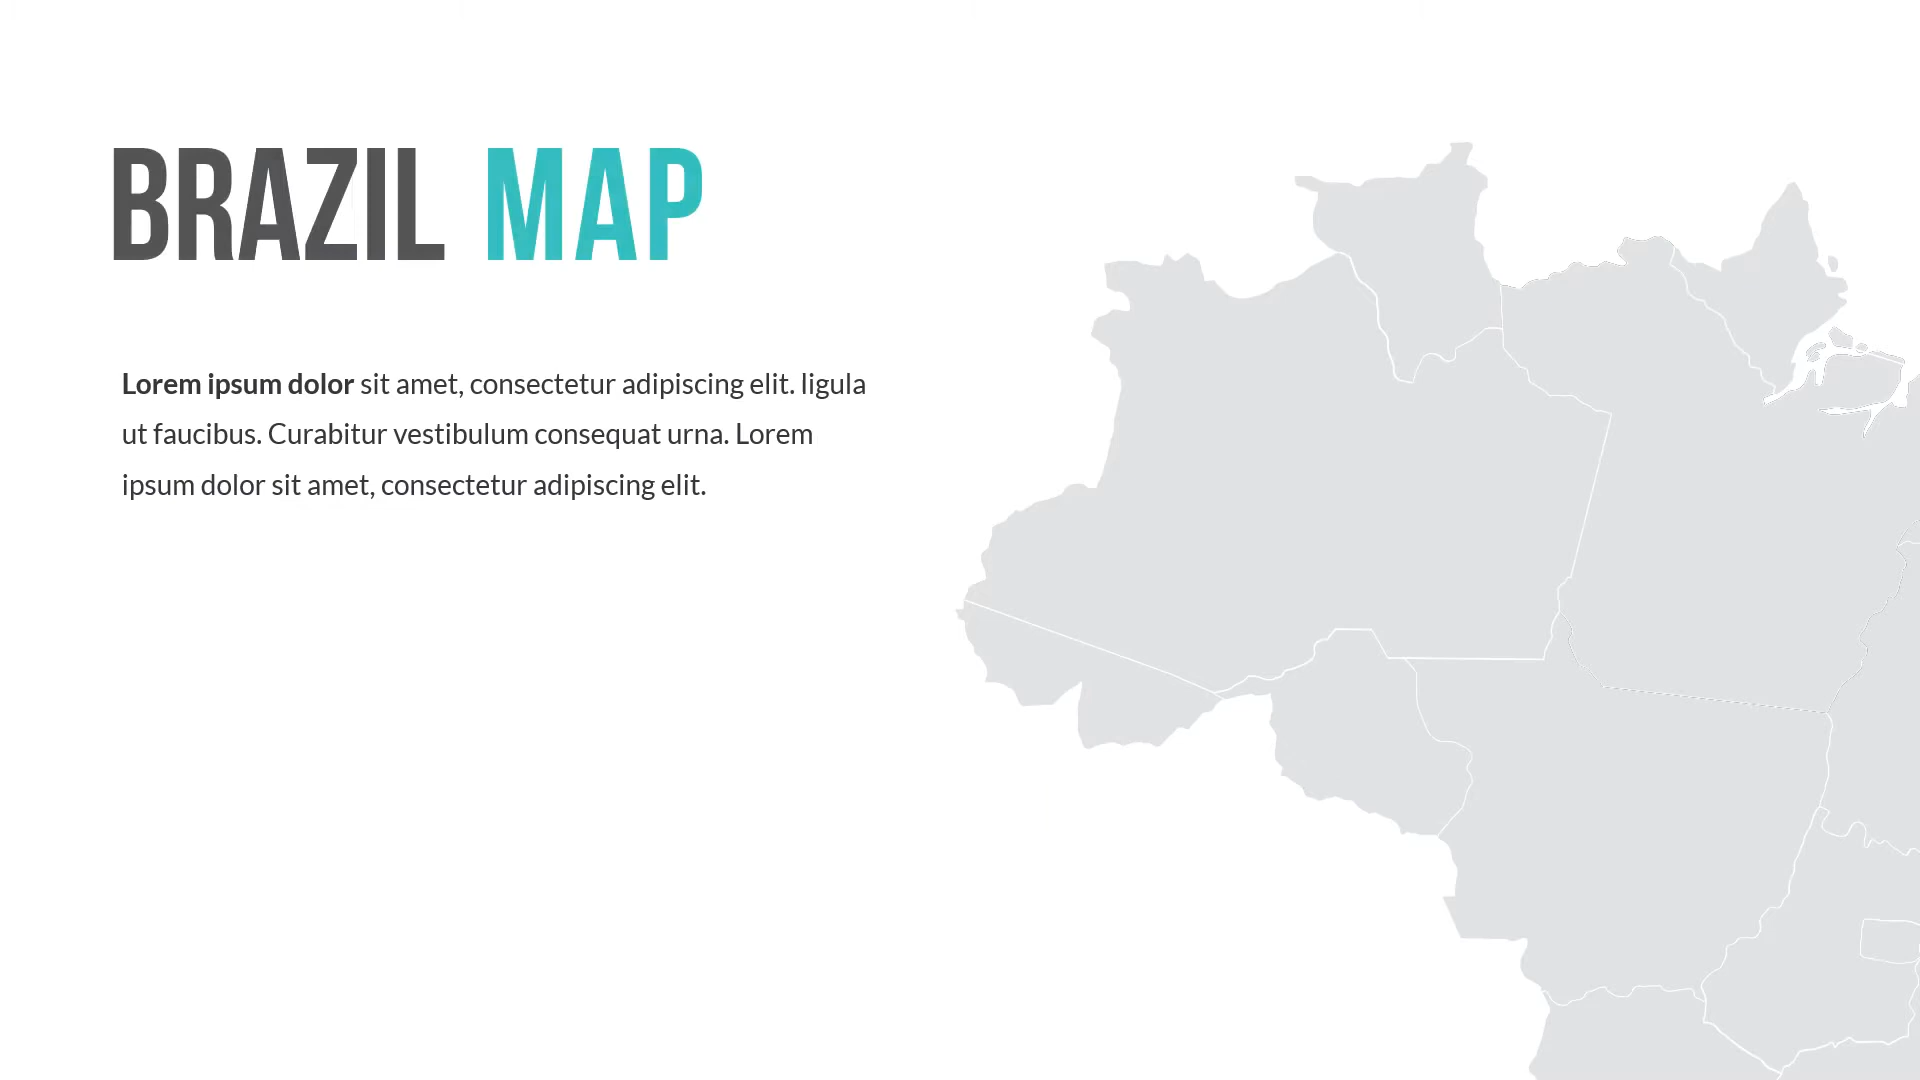 BRAZIL MAP
Lorem ipsum dolor sit amet, consectetur adipiscing elit. ligula
ut faucibus. Curabitur vestibulum consequat urna. Lorem
ipsum dolor sit amet, consectetur adipiscing elit.